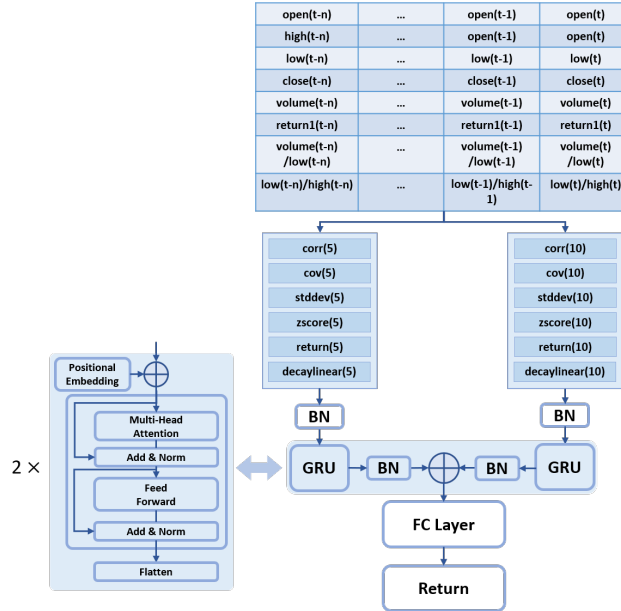 open(t-n) ... open(t-1) open(t)
high(t-n) ... open(t-1) open(t)
low(t-n) ... low(t-1) low(t)
close(t-n) ... close(t-1) close(t)
volume(t-n) ... volume(t-1) volume(t)
return1(t-n) ... return1(t-1) return1(t)
volume(t-n) ... volume(t-1) volume(t)
/low(t-n) /low(t-1) /low(t)
low(t-n)/high(t-n) ... low(t-1)/high(t- low(t)/high(t)
1)
corr(5) corr(10)
cov(5) cov(10)
stddev(5) stddev(10)
zscore(5) zscore(10)
return(5) return(10)
decaylinear(5) decaylinear(10)
BN BN
GRU BN BN GRU
FC Layer
Return
Positional
Embedding
2 ×
Multi-Head
Attention
Add & Norm
Feed
Forward
Add & Norm
Flatten